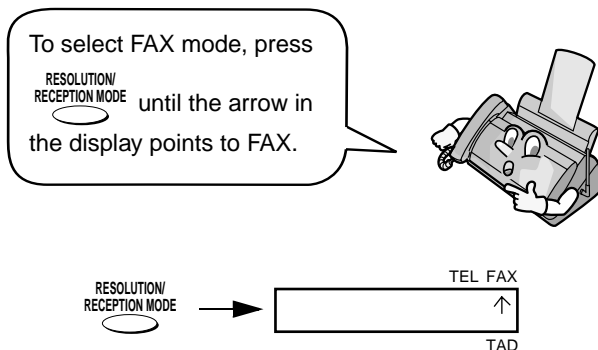 To select FAX mode, press
RESOLUTION/
RECEPTION MODE
until the arrow in
the display points to FAX.
TEL FAX
RESOLUTION/
RECEPTION MODE
TAD